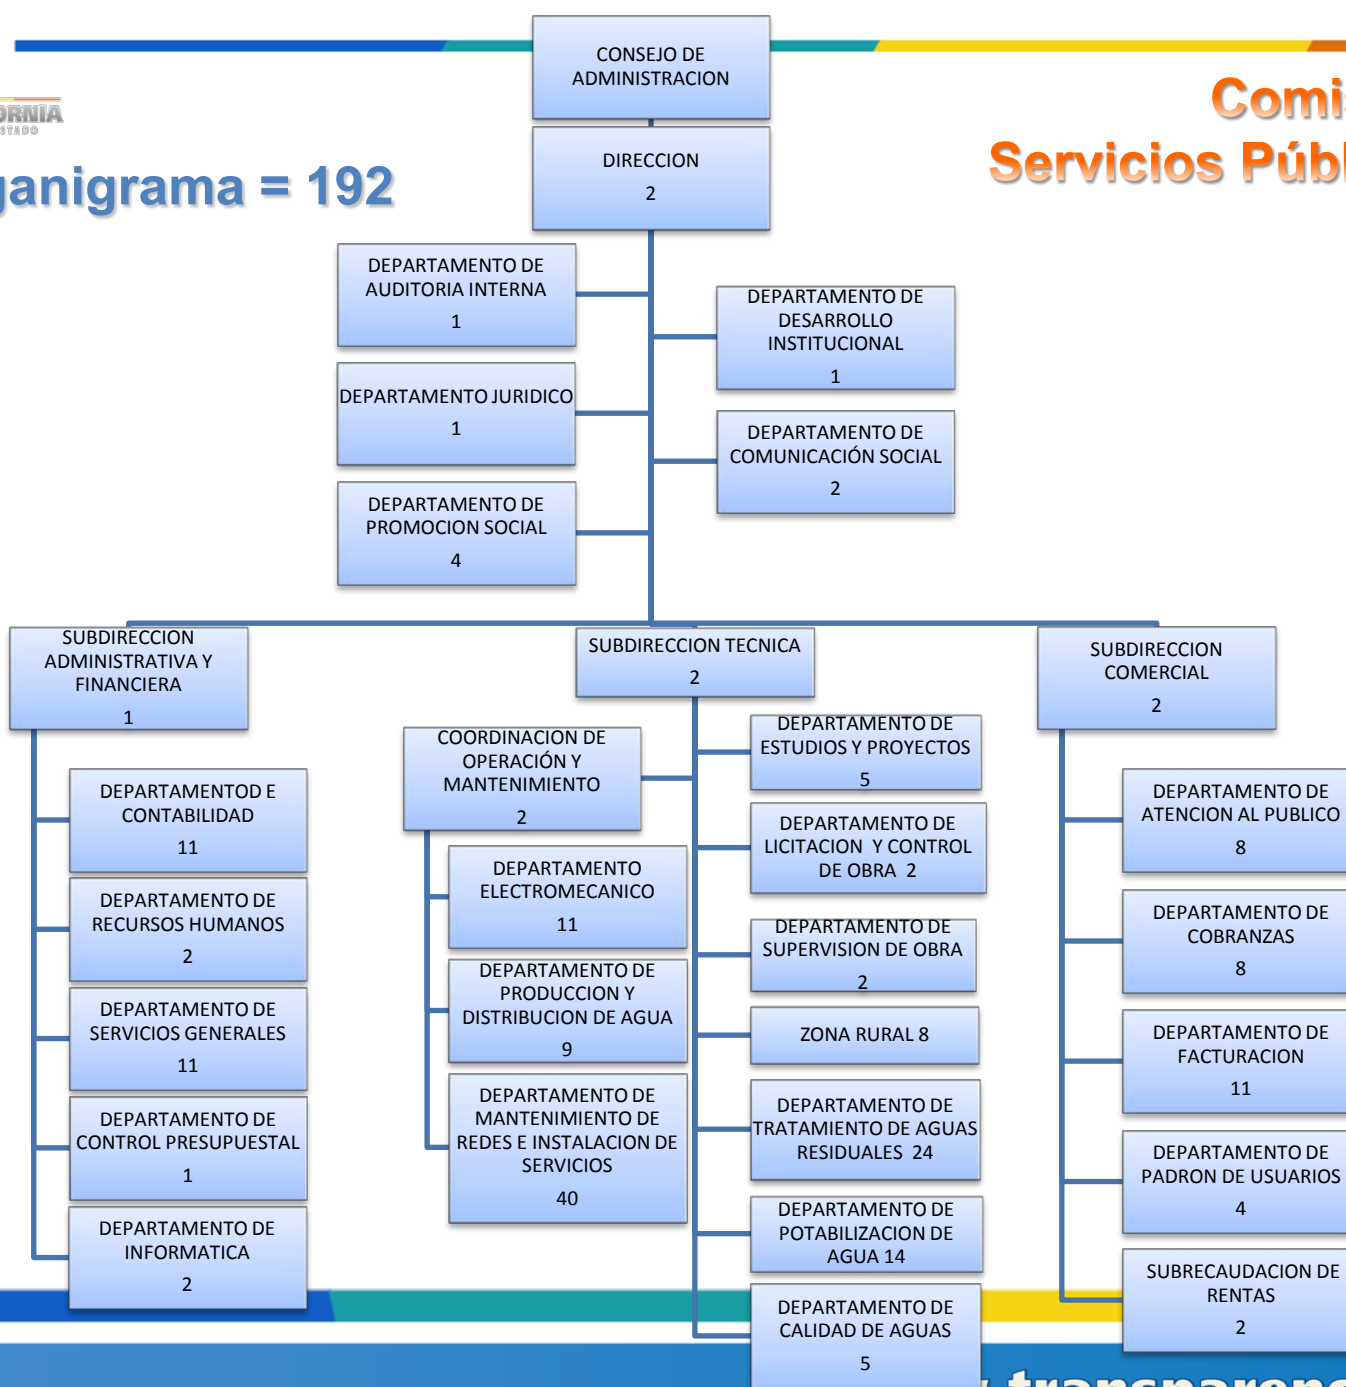 CONSEJO DE
ADMINISTRACION
Servicios
= 192
DIRECCION
2
DEPARTAMENTO DE
AUDITORIA INTERNA
1
DEPARTAMENTO DE
DESARROLLO
INSTITUCIONAL
1
DEPARTAMENTO JURIDICO
1
DEPARTAMENTO DE
COMUNICACIÓN SOCIAL
2
DEPARTAMENTO DE
PROMOCION SOCIAL
4
SUBDIRECCION
ADMINISTRATIVA Y
FINANCIERA
1
DEPARTAMENTOD E
CONTABILIDAD
11
DEPARTAMENTO DE
RECURSOS HUMANOS
2
DEPARTAMENTO DE
SERVICIOS GENERALES
11
DEPARTAMENTO DE
CONTROL PRESUPUESTAL
1
DEPARTAMENTO DE
INFORMATICA
2
SUBDIRECCION TECNICA
2
COORDINACION DE
OPERACIÓN Y
MANTENIMIENTO
2
DEPARTAMENTO
ELECTROMECANICO
11
DEPARTAMENTO DE
PRODUCCION Y
DISTRIBUCION DE AGUA
9
DEPARTAMENTO DE
MANTENIMIENTO DE
REDES E INSTALACION DE
SERVICIOS
40
DEPARTAMENTO DE
ESTUDIOS Y PROYECTOS
5
DEPARTAMENTO DE
LICITACION Y CONTROL
DE OBRA 2
DEPARTAMENTO DE
SUPERVISION DE OBRA
2
ZONA RURAL 8
DEPARTAMENTO DE
TRATAMIENTO DE AGUAS
RESIDUALES 24
DEPARTAMENTO DE
POTABILIZACION DE
AGUA 14
DEPARTAMENTO DE
CALIDAD DE AGUAS
5
SUBDIRECCION
COMERCIAL
2
DEPARTAMENTO DE
ATENCION AL PUBLICO
8
DEPARTAMENTO DE
COBRANZAS
8
DEPARTAMENTO DE
FACTURACION
11
DEPARTAMENTO DE
PADRON DE USUARIOS
4
SUBRECAUDACION DE
RENTAS
2